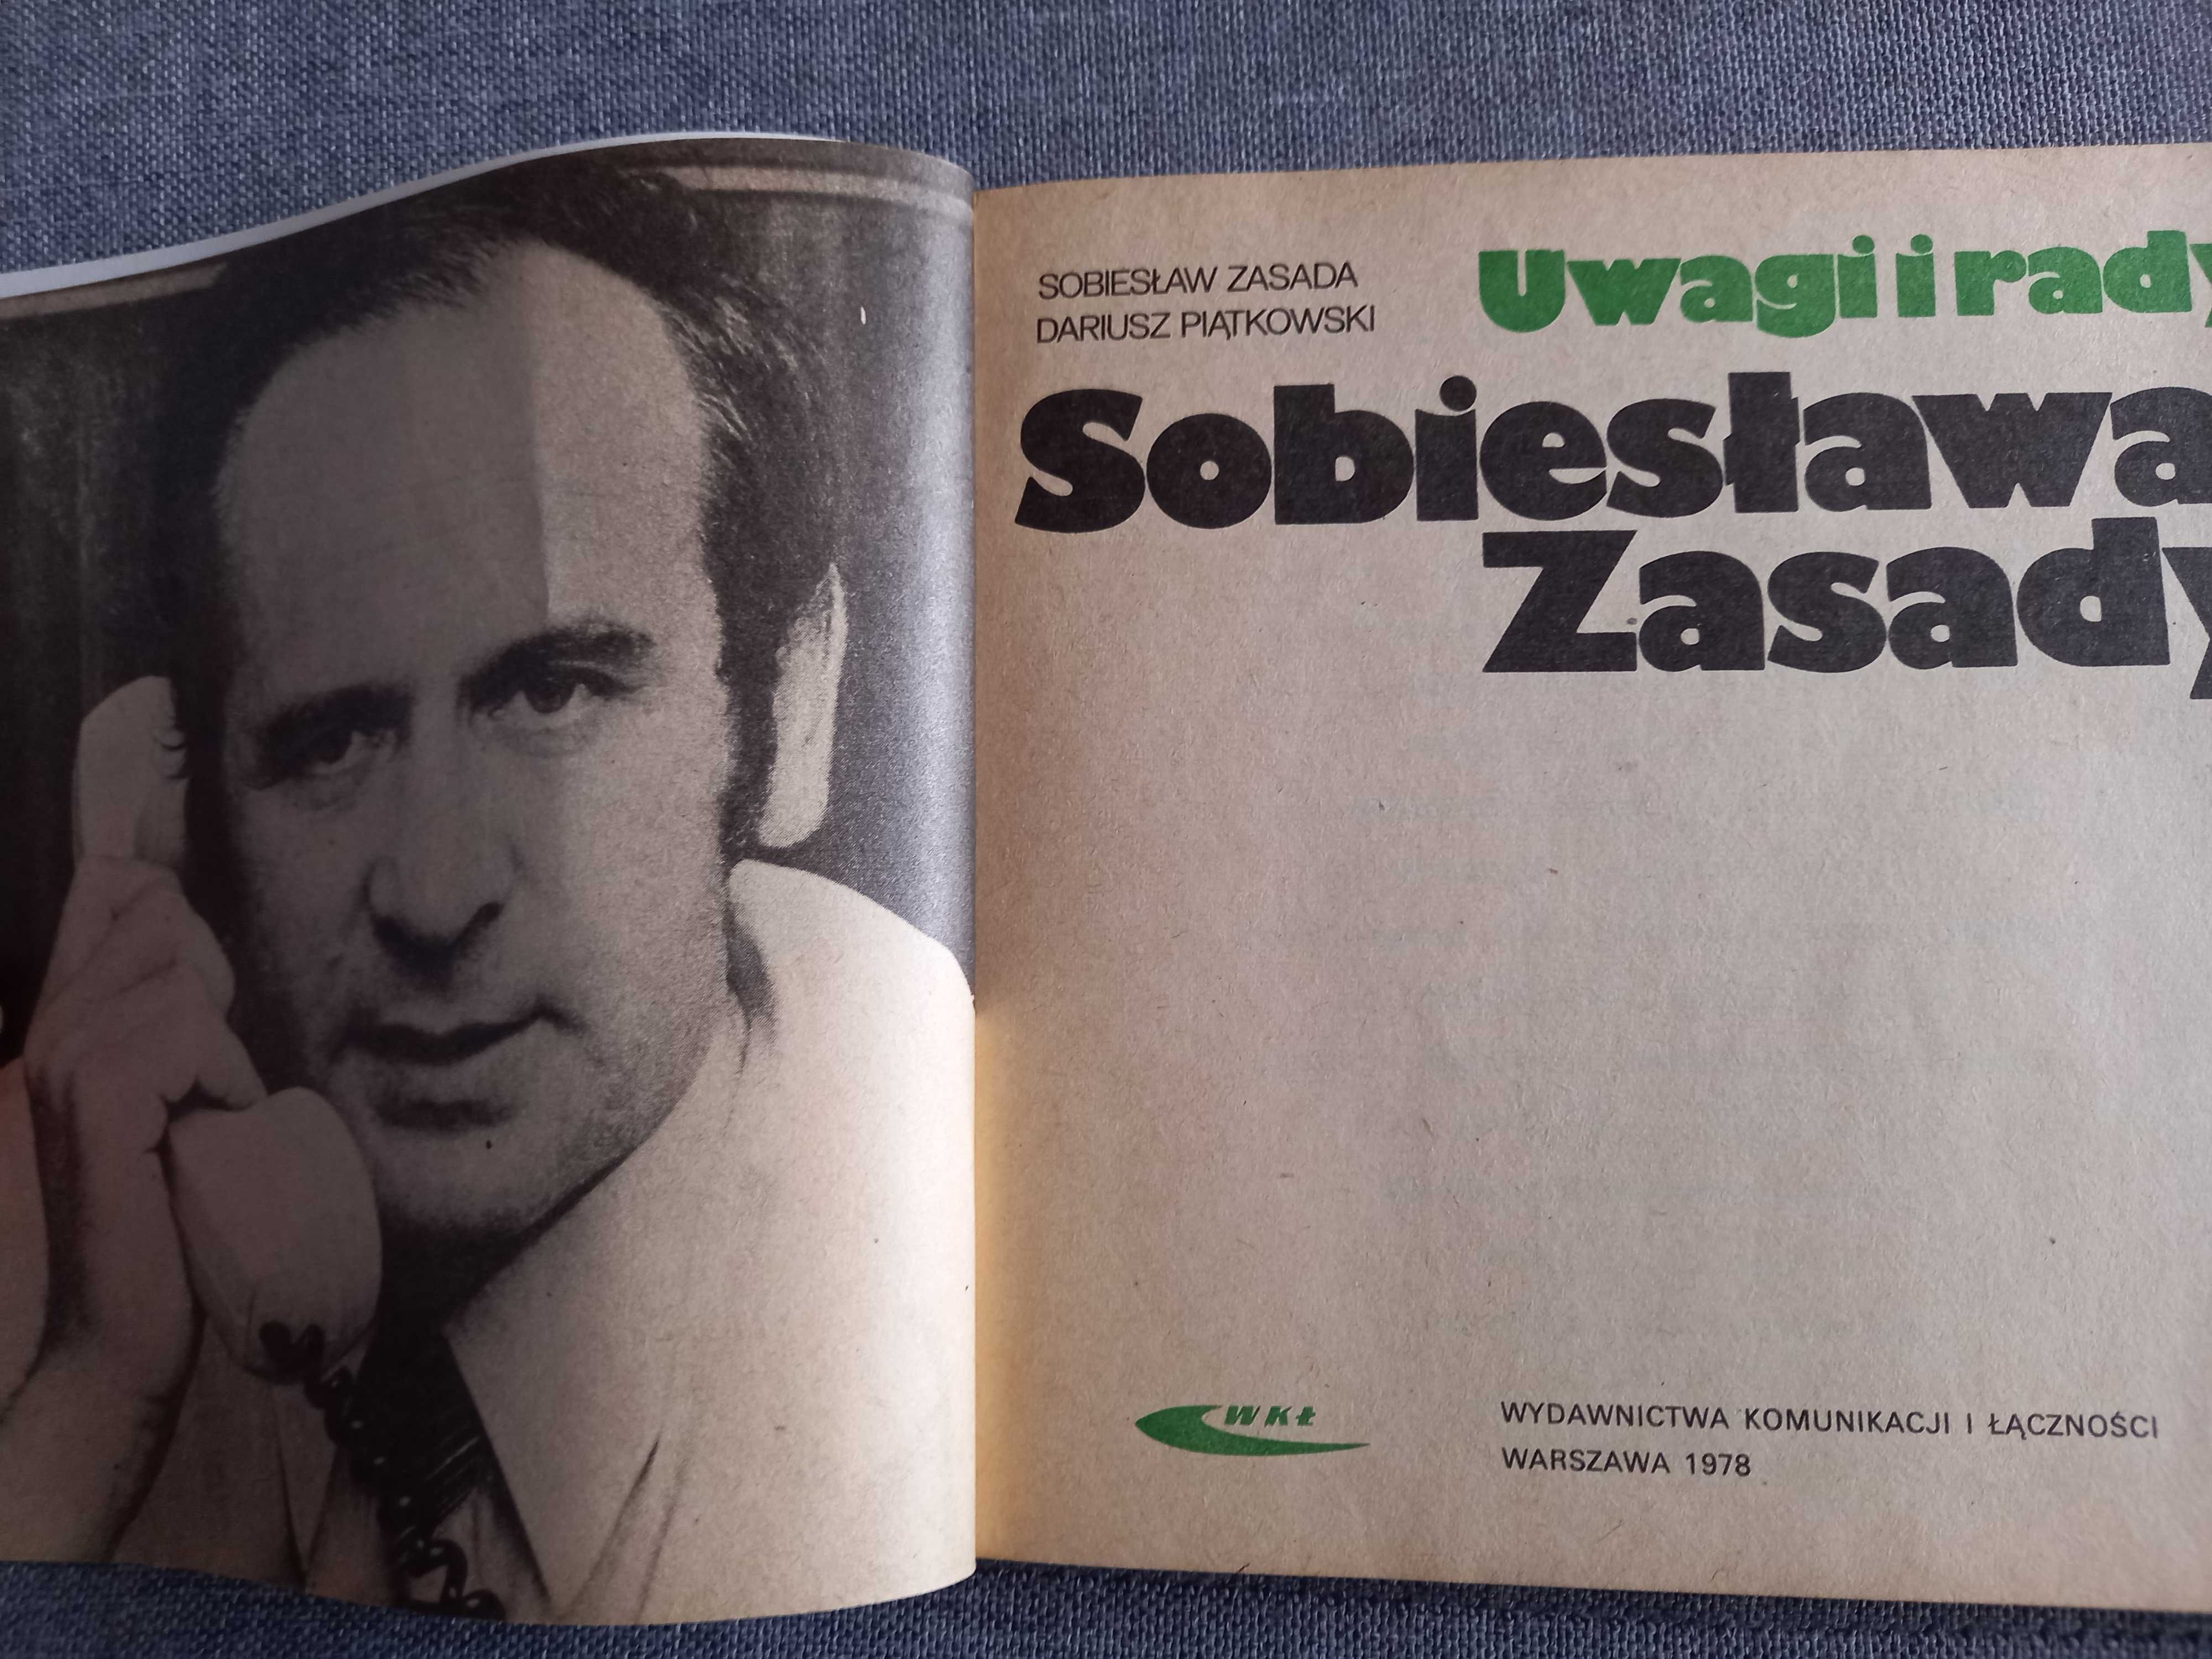 SOBIESŁAW ZASADA
DARIUSZ PIĄTKOWSKI
Uwagi i rady
Sobiesława
Zasady
WKŁ
WYDAWNICTWA KOMUNIKACJI I ŁĄCZNOŚCI
WARSZAWA 1978